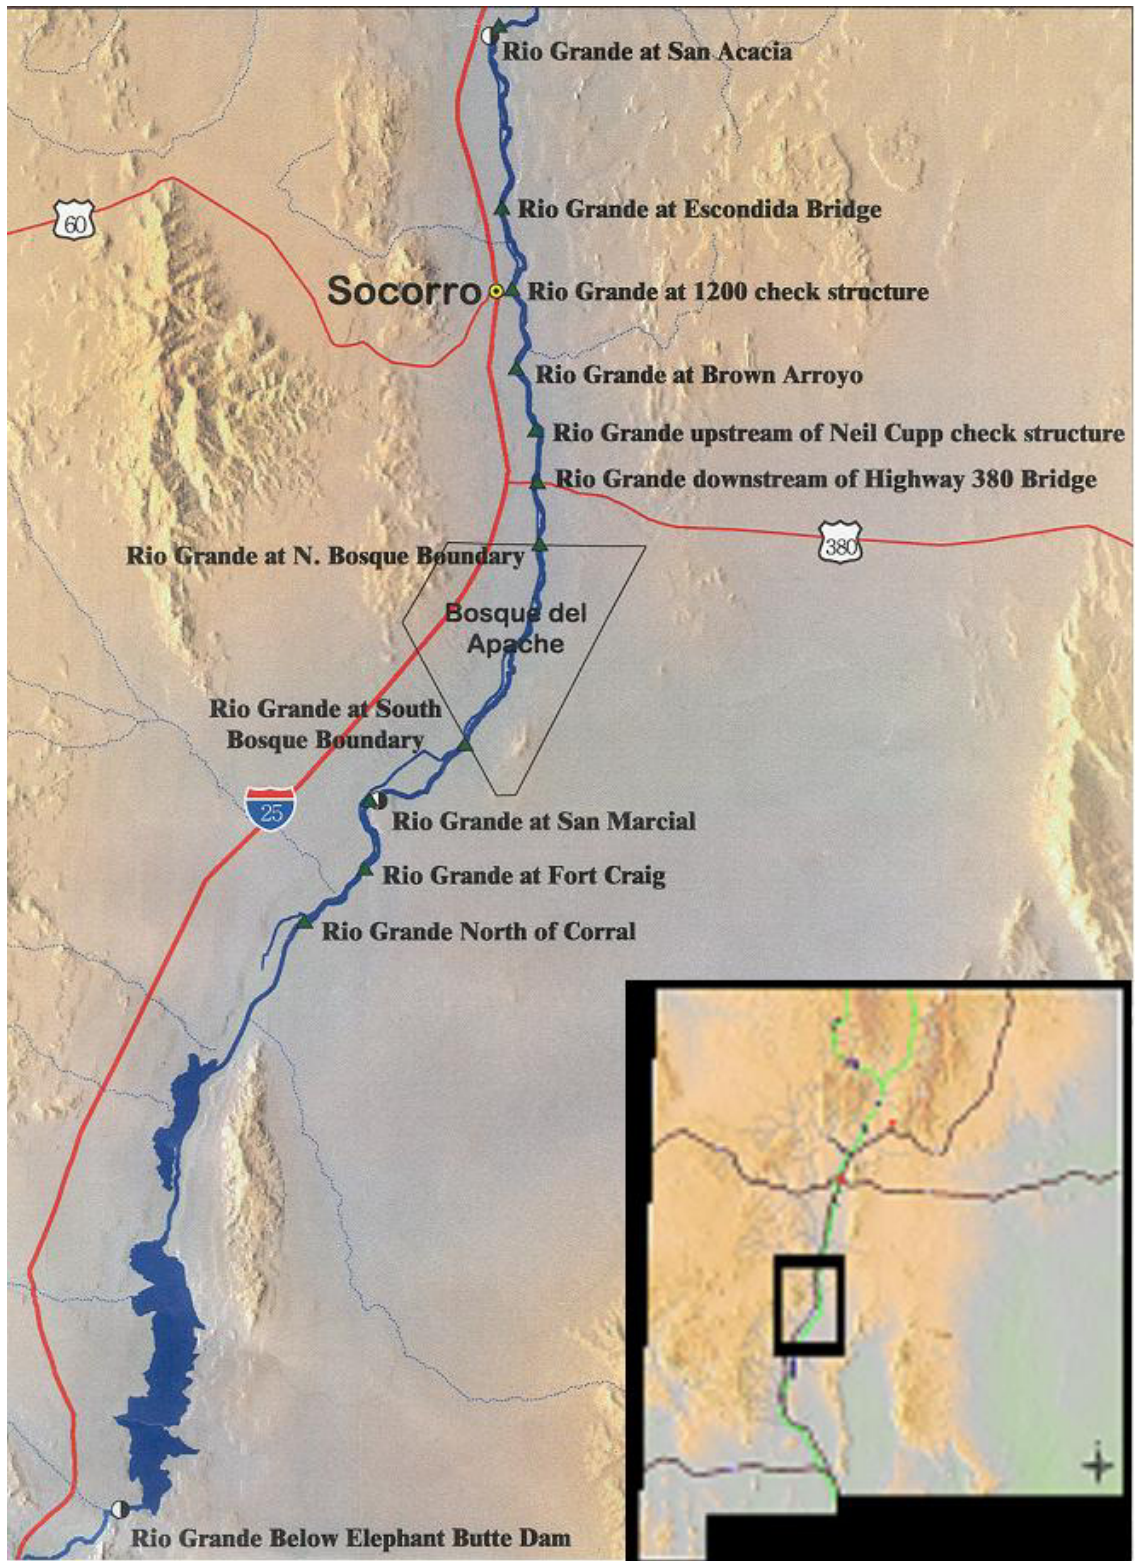 Rio Grande at San Acacia
60
Rio Grande at Escondida Bridge
Socorro
Rio Grande at 1200 check structure
Rio Grande at Brown Arroyo
Rio Grande upstream of Neil Cupp check structure
Rio Grande downstream of Highway 380 Bridge
380
Rio Grande at N. Bosque Boundary
Bosque del
Apache
Rio Grande at South
Bosque Boundary
25
Rio Grande at San Marcial
Rio Grande at Fort Craig
Rio Grande North of Corral
Rio Grande Below Elephant Butte Dam